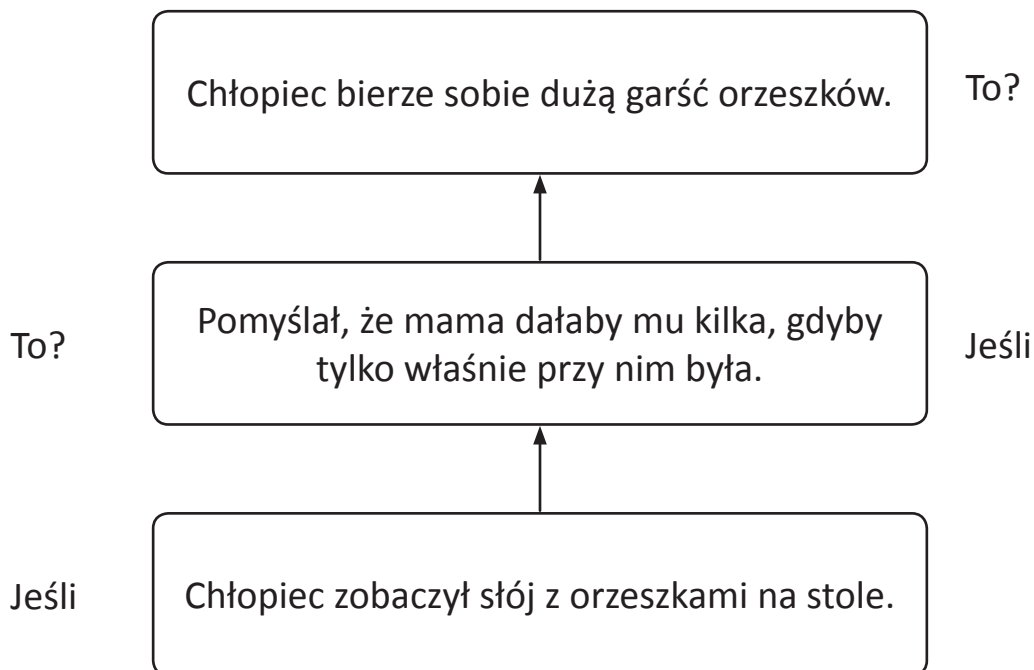 Chłopiec bierze sobie dużą garść orzeszków.
To?
To?
Pomyślał, że mama dałaby mu kilka, gdyby
tylko właśnie przy nim była.
Jeśli
Jeśli
Chłopiec zobaczył słój z orzeszkami na stole.